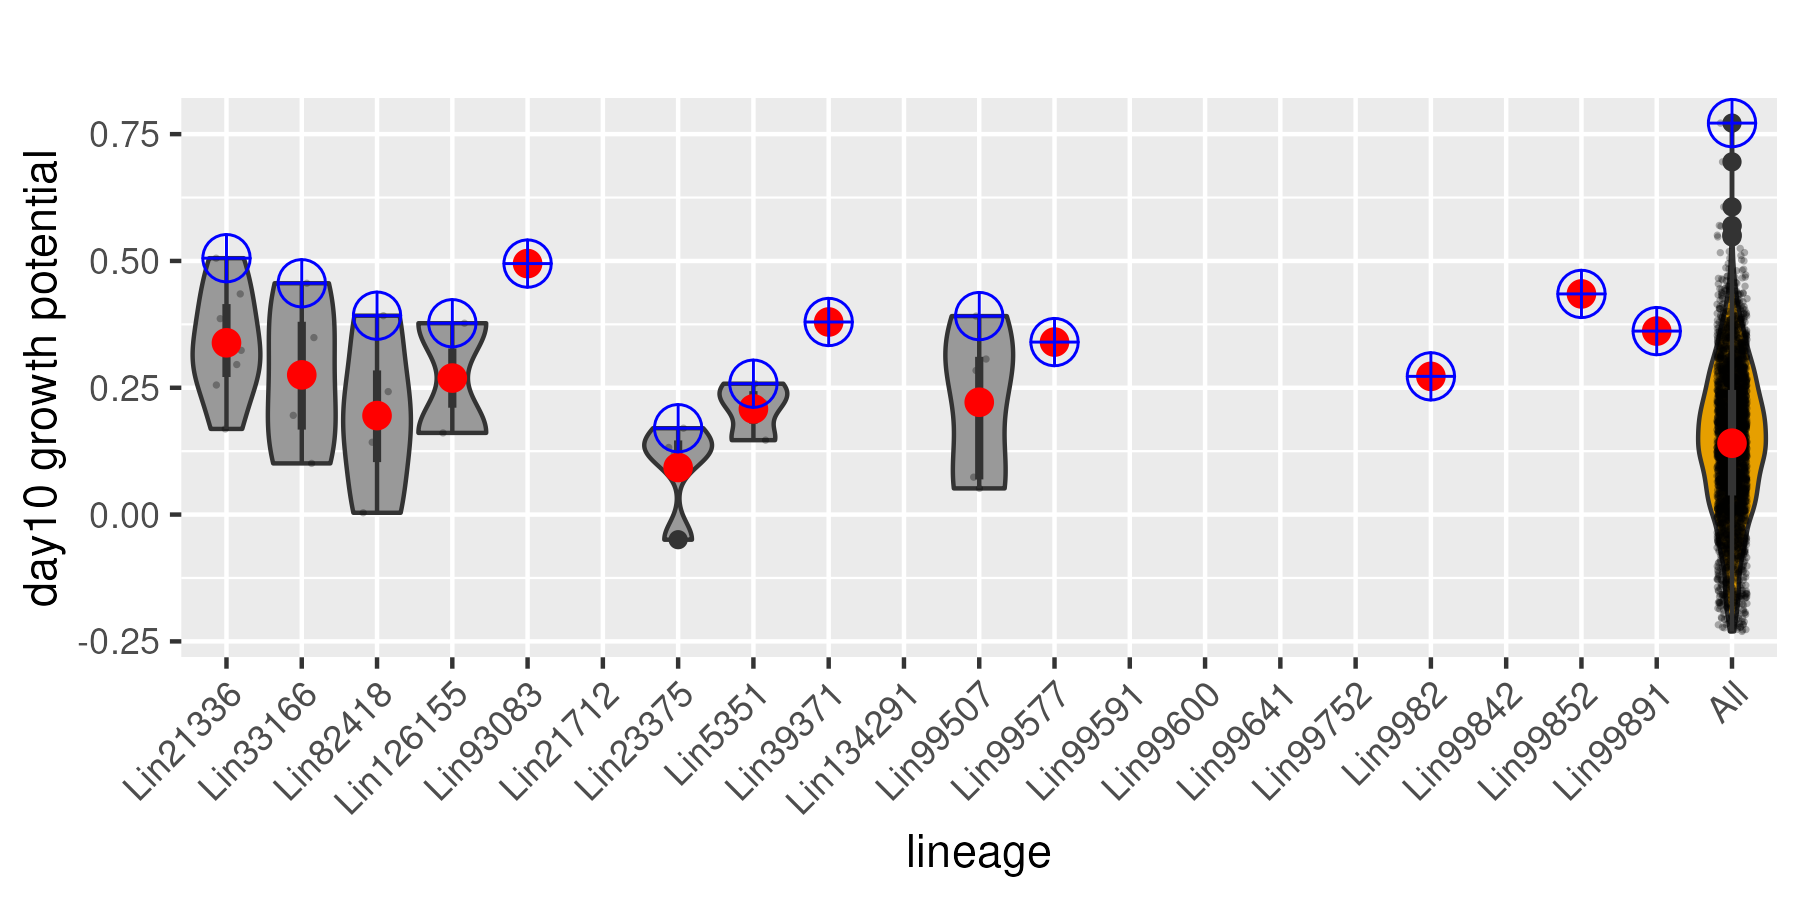 day10 growth potential
0.75
0.50
0.25
0.00
-0.25
Lin21336
Lin33166
Lin82418
Lin126155
Lin93083
Lin21712
Lin23375
Lin5351
Lin39371
Lin134291
Lin99507
Lin99577
Lin99591
Lin99600
Lin99641
Lin99752
Lin9982
Lin99842
Lin99852
Lin99891
All
lineage